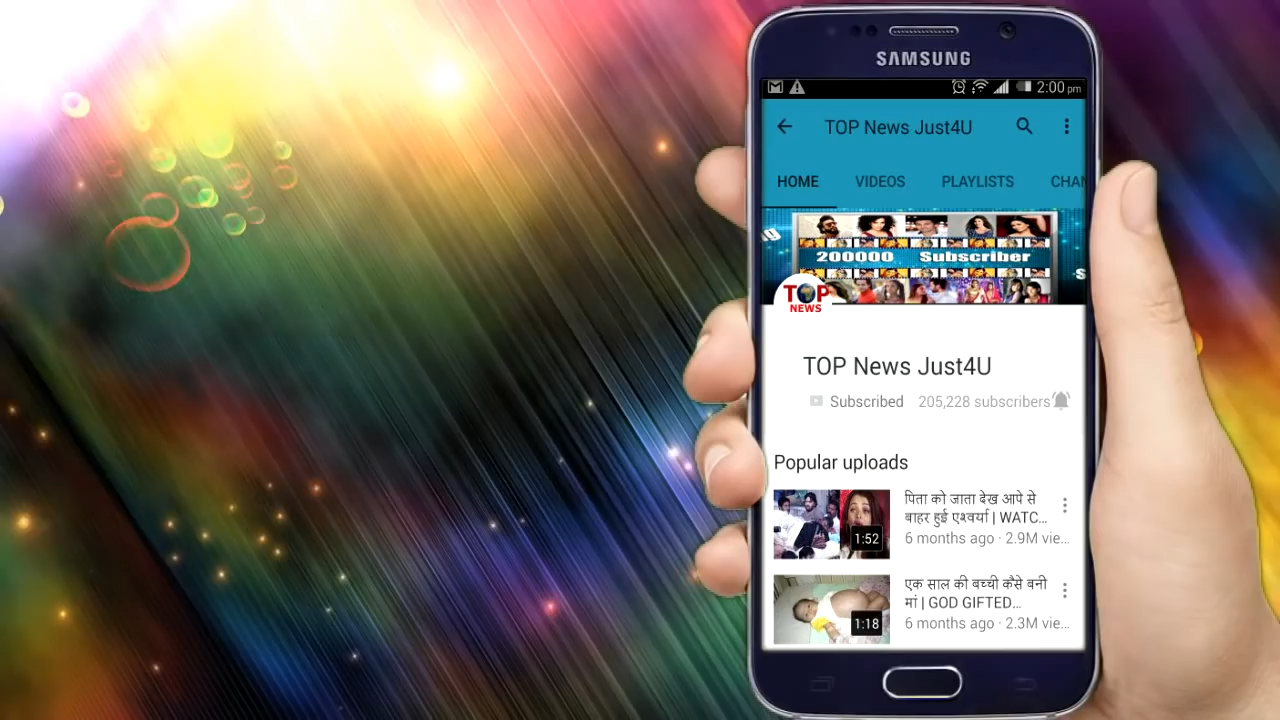 SAMSUNG
2:00 pm
TOP News Just4U
HOME VIDEOS PLAYLISTS CHAN
200000 Subscriber
TOP
NEWS
TOP News Just4U
Subscribed 205,228 subscribers
Popular uploads
पिता को जाता देख आपे से
बाहर हुई एश्वर्या | WATC...
1:52
6 months ago · 2.9M vie...
एक साल की बच्ची कैसे बनी
मां | GOD GIFTED...
1:18
6 months ago · 2.3M vie...